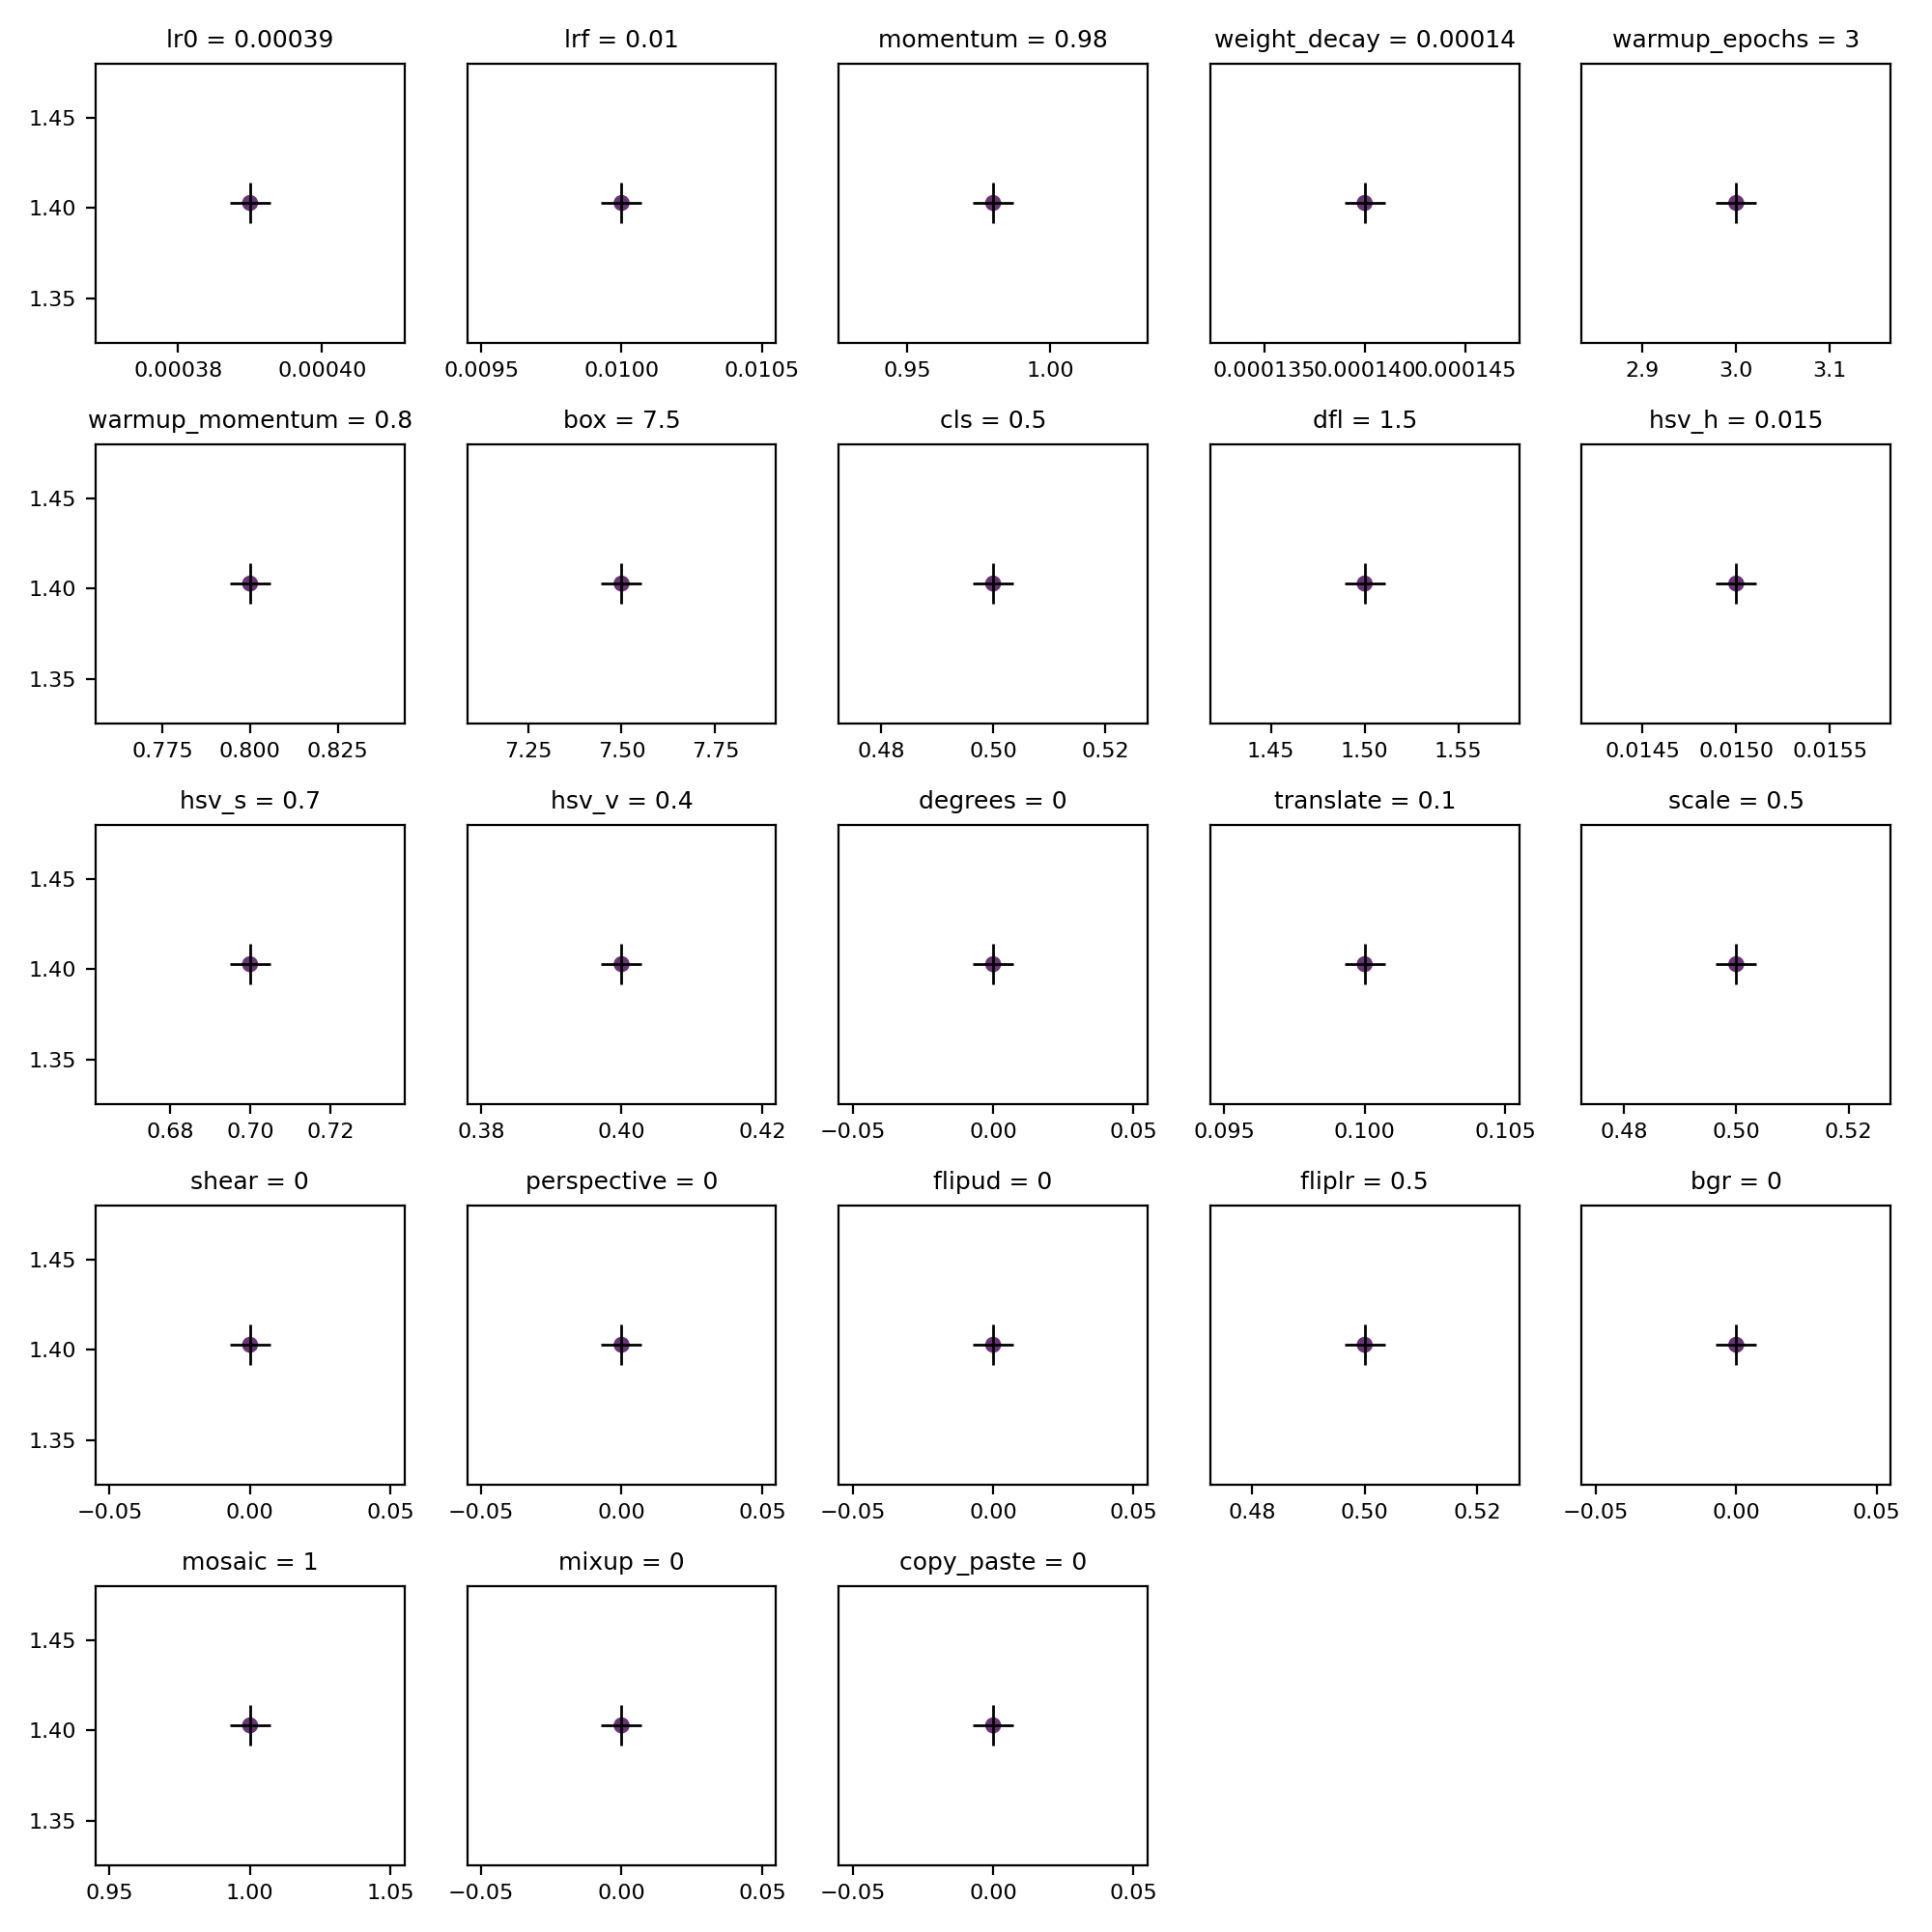 lr0 = 0.00039 lrf = 0.01 momentum = 0.98 weight_decay = 0.00014 warmup_epochs = 3
1.45
1.40
1.35
0.00038 0.00040 0.0095 0.0100 0.0105 0.95 1.00 0.000135 0.000140 0.000145 2.9 3.0 3.1
warmup_momentum = 0.8 box = 7.5 cls = 0.5 dfl = 1.5 hsv_h = 0.015
1.45
1.40
1.35
0.775 0.800 0.825 7.25 7.50 7.75 0.48 0.50 0.52 1.45 1.50 1.55 0.0145 0.0150 0.0155
hsv_s = 0.7 hsv_v = 0.4 degrees = 0 translate = 0.1 scale = 0.5
1.45
1.40
1.35
0.68 0.70 0.72 0.38 0.40 0.42 −0.05 0.00 0.05 0.095 0.100 0.105 0.48 0.50 0.52
shear = 0 perspective = 0 flipud = 0 fliplr = 0.5 bgr = 0
1.45
1.40
1.35
−0.05 0.00 0.05 −0.05 0.00 0.05 −0.05 0.00 0.05 0.48 0.50 0.52 −0.05 0.00 0.05
mosaic = 1 mixup = 0 copy_paste = 0
1.45
1.40
1.35
0.95 1.00 1.05 −0.05 0.00 0.05 −0.05 0.00 0.05